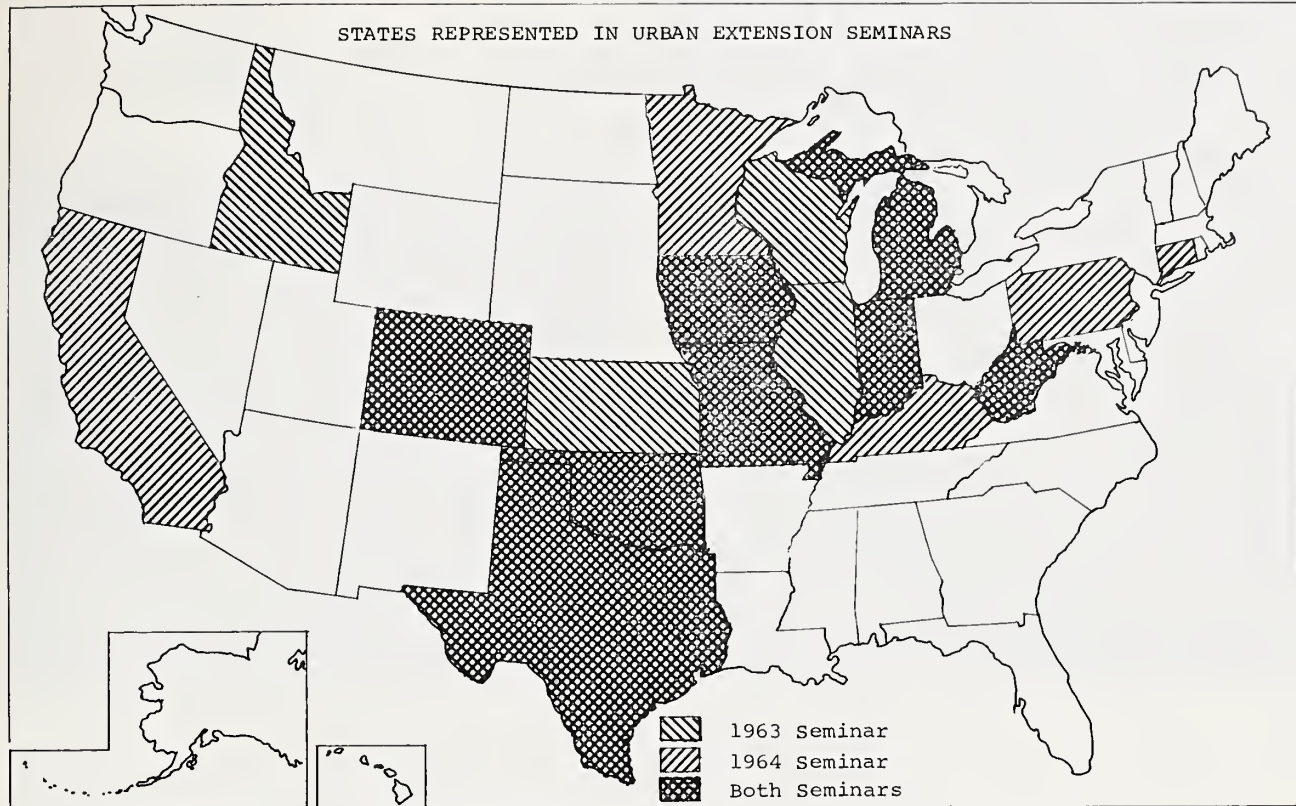 STATES REPRESENTED IN URBAN EXTENSION SEMINARS
1963 Seminar
1964 Seminar
Both Seminars